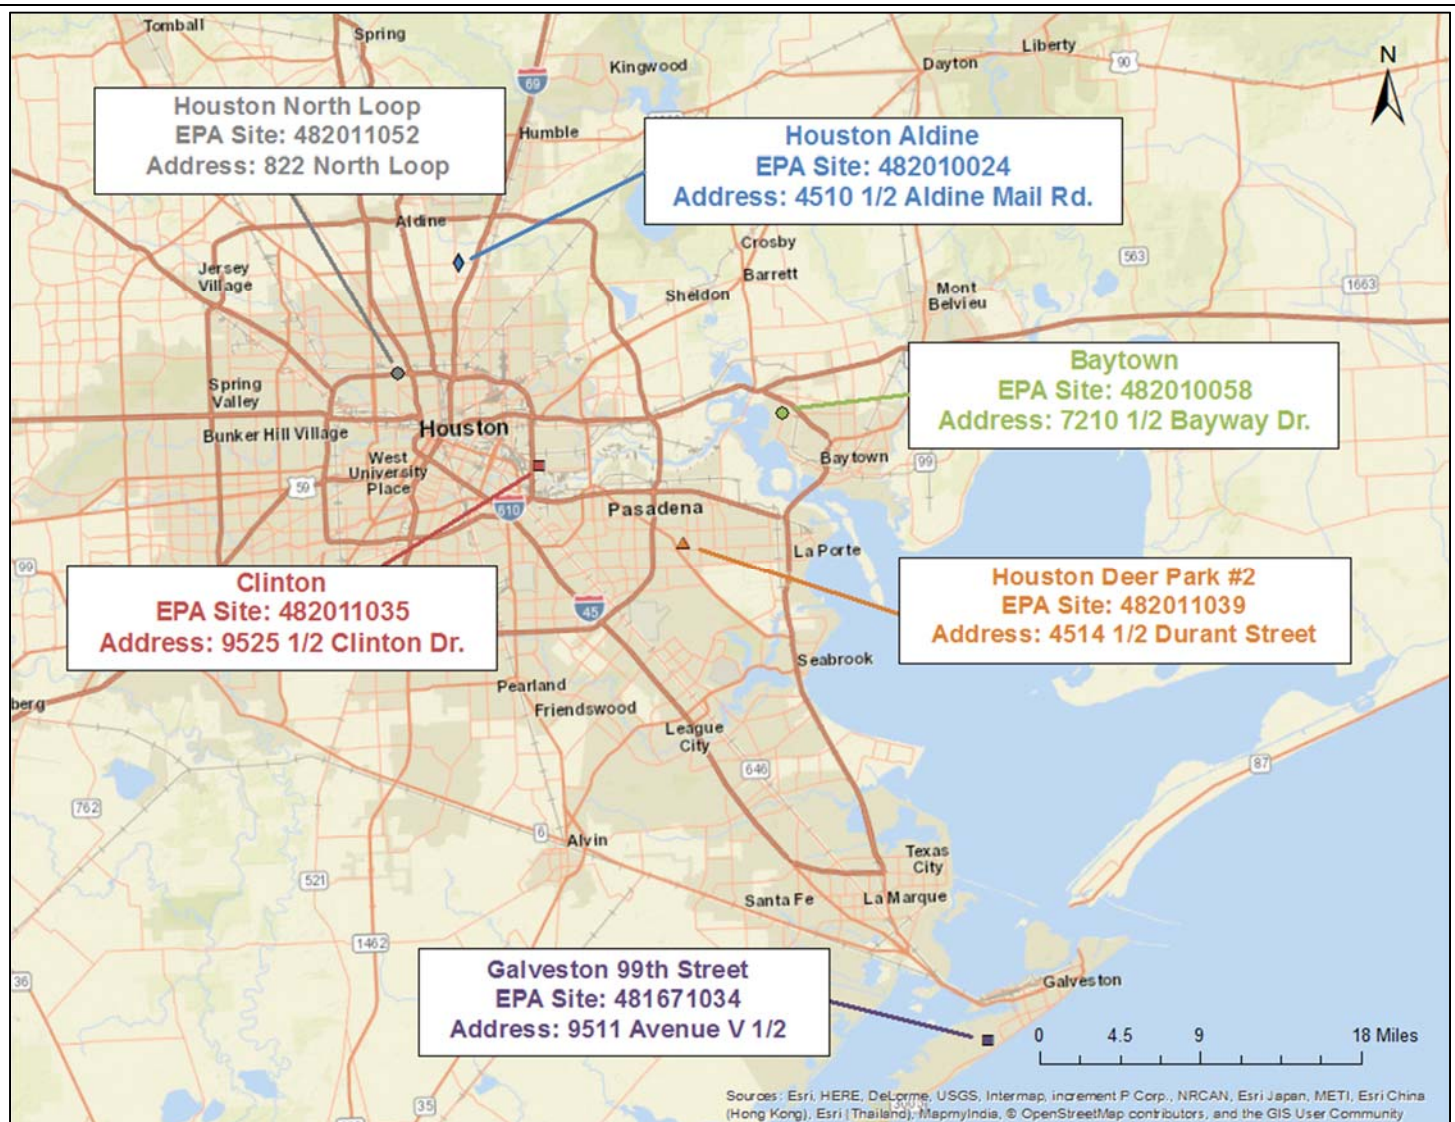 Tomball
Spring
Kingwood
Liberty
Dayton
90
N
69
Humble
Houston North Loop
EPA Site: 482011052
Address: 822 North Loop
Houston Aldine
EPA Site: 482010024
Address: 4510 1/2 Aldine Mail Rd.
Aldine
Crosby
Barrett
563
Jersey
Village
Sheldon
Mont
Belvieu
1663
Spring
Valley
Baytown
EPA Site: 482010058
Address: 7210 1/2 Bayway Dr.
Bunker Hill Village
Houston
West
University
Place
Baytown
99
59
610
Pasadena
La Porte
99
Clinton
EPA Site: 482011035
Address: 9525 1/2 Clinton Dr.
45
Houston Deer Park #2
EPA Site: 482011039
Address: 4514 1/2 Durant Street
Seabrook
Pearland
Friendswood
berg
League
City
646
87
762
6
Alvin
Texas
City
521
Santa Fe
La Marque
1462
36
Galveston 99th Street
EPA Site: 481671034
Address: 9511 Avenue V 1/2
Galveston
0 4.5 9 18 Miles
35
Sources: Esri, HERE, DeLorme, USGS, Intermap, increment P Corp., NRCAN, Esri Japan, METI, Esri China
(Hong Kong), Esri (Thailand), MapmyIndia, © OpenStreetMap contributors, and the GIS User Community